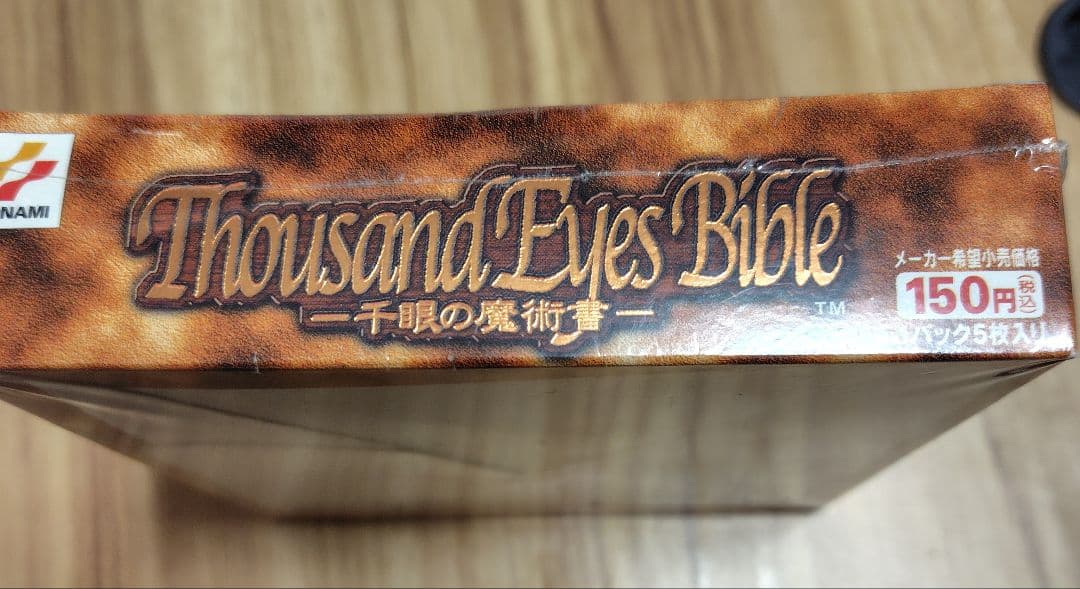 NAMI
Thousand Eyes Bible
—千眼の魔術書—
TM
メーカー希望小売価格
150円(税込)
パック5枚入り